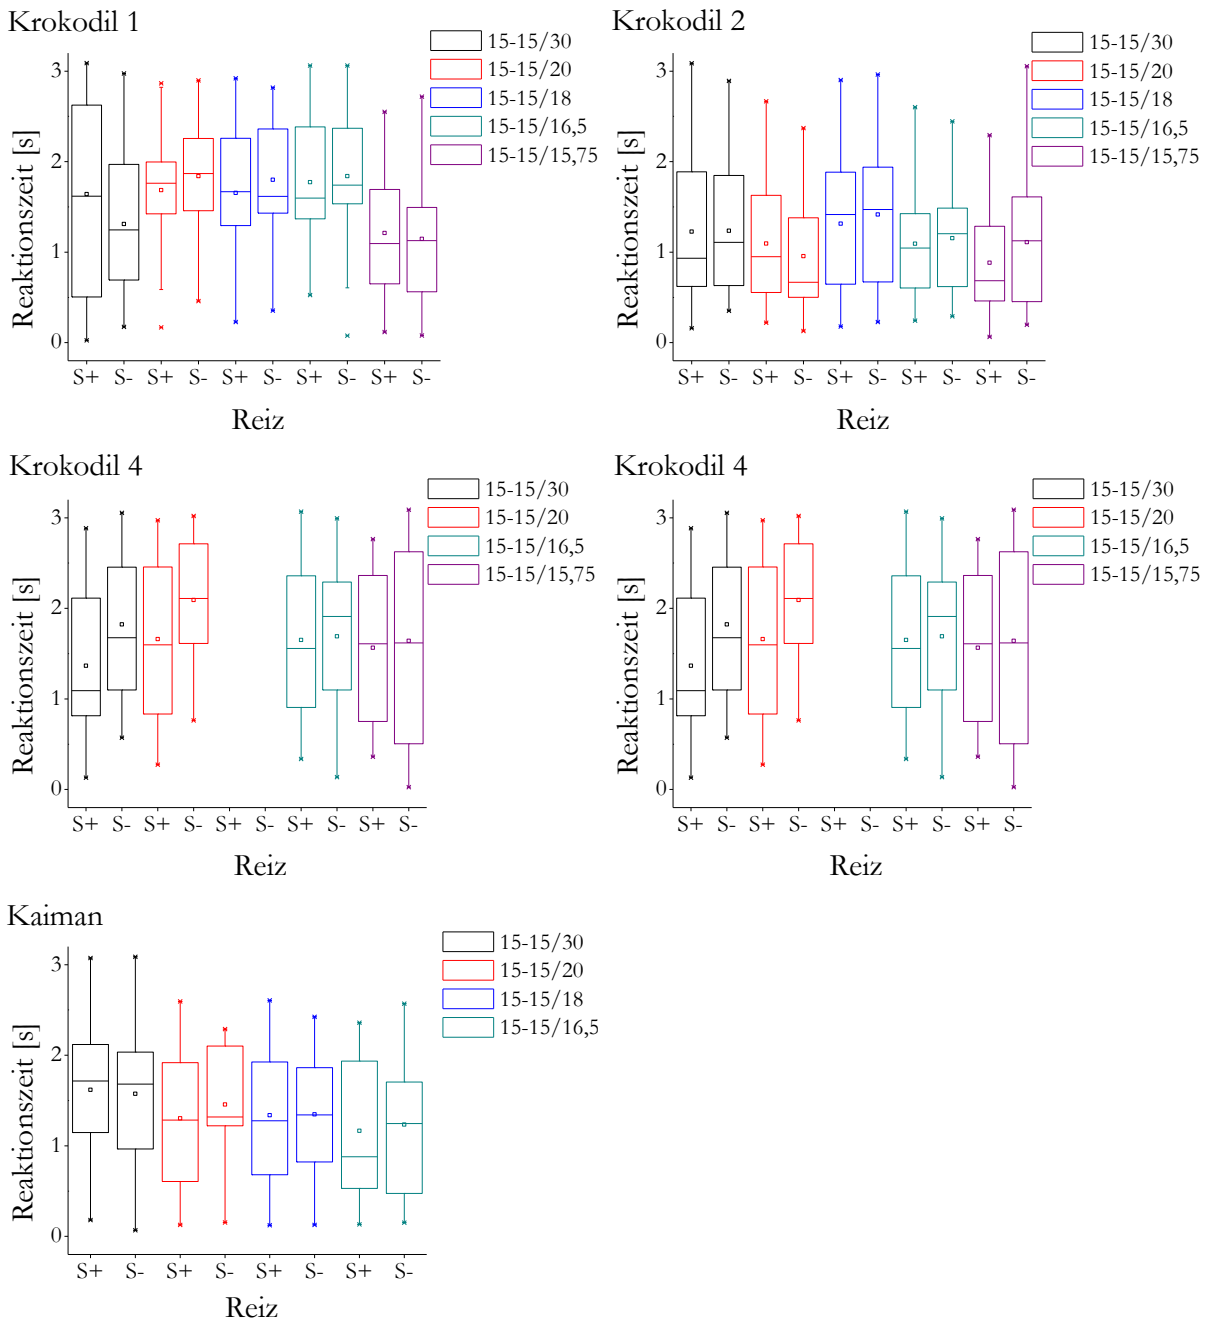 Krokodil 1
15-15/30
15-15/20
15-15/18
15-15/16,5
15-15/15,75
Reaktionszeit [s]
3
2
1
0
S+ S- S+ S- S+ S- S+ S- S+ S-
Reiz
Krokodil 2
15-15/30
15-15/20
15-15/18
15-15/16,5
15-15/15,75
Reaktionszeit [s]
3
2
1
0
S+ S- S+ S- S+ S- S+ S- S+ S-
Reiz
Krokodil 4
15-15/30
15-15/20
15-15/16,5
15-15/15,75
Reaktionszeit [s]
3
2
1
0
S+ S- S+ S- S+ S- S+ S- S+ S-
Reiz
Krokodil 4
15-15/30
15-15/20
15-15/16,5
15-15/15,75
Reaktionszeit [s]
3
2
1
0
S+ S- S+ S- S+ S- S+ S- S+ S-
Reiz
Kaiman
15-15/30
15-15/20
15-15/18
15-15/16,5
Reaktionszeit [s]
3
2
1
0
S+ S- S+ S- S+ S- S+ S-
Reiz